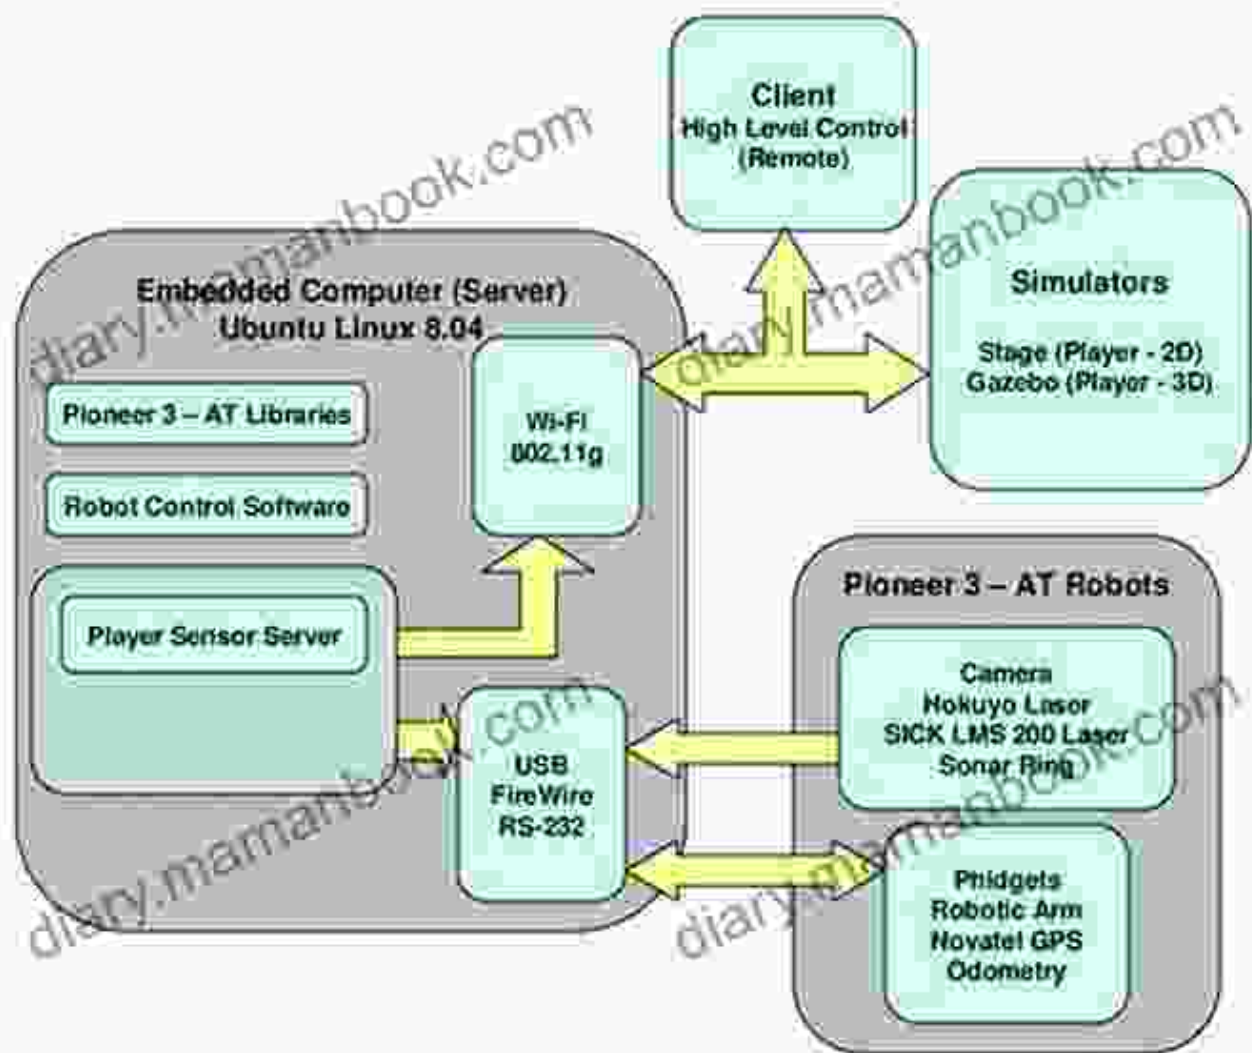 Client
High Level Control
(Remote)
Simulators
Stage (Player - 2D)
Gazebo (Player - 3D)
Embedded Computer (Server)
Ubuntu Linux 8.04
Pioneer 3 – AT Libraries
Robot Control Software
Player Sensor Server
Wi-Fi
802.11g
USB
FireWire
RS-232
Pioneer 3 – AT Robots
Camera
Hokuyo Laser
SICK LMS 200 Laser
Sonar Ring
Phidgets
Robotic Arm
Novatel GPS
Odometry
diary.mamanbook.com
diary.mamanbook.com
diary.mamanbook.com
diary.mamanbook.com